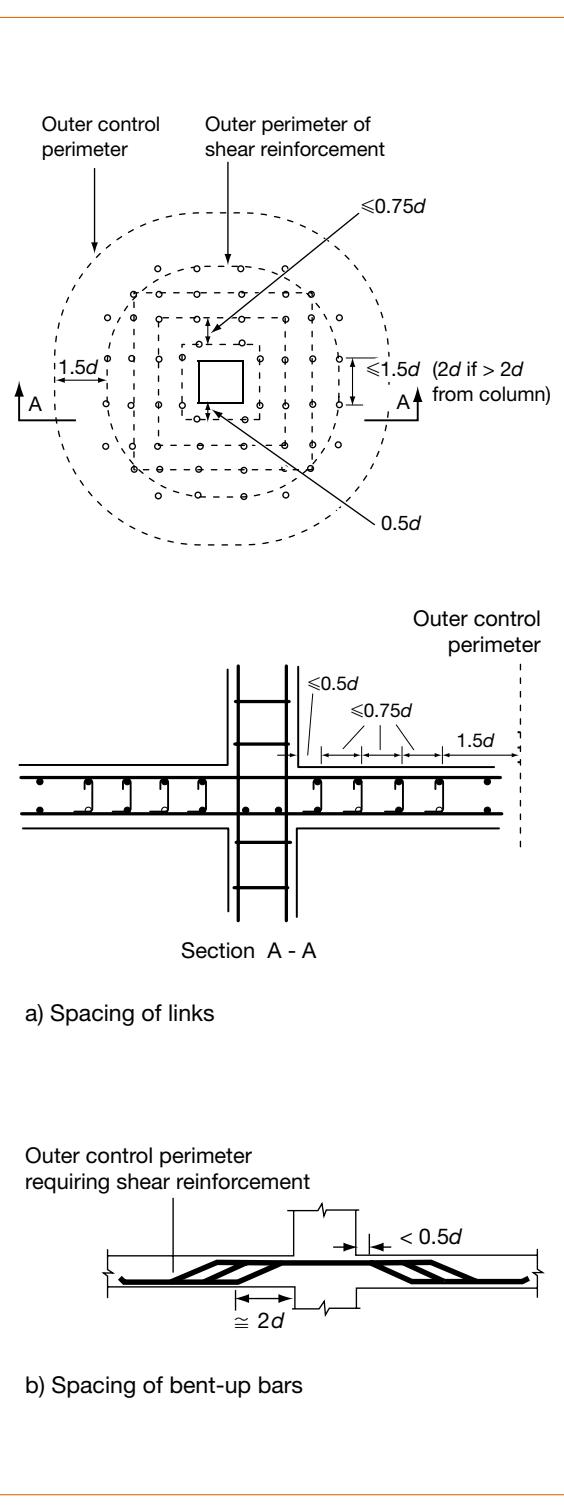 Outer control
perimeter
Outer perimeter of
shear reinforcement
⩽0.75d
1.5d
⩽1.5d (2d if > 2d
from column)
A
A
0.5d
Outer control
perimeter
⩽0.5d
⩽0.75d
1.5d
Section A - A
a) Spacing of links
Outer control perimeter
requiring shear reinforcement
< 0.5d
≅ 2d
b) Spacing of bent-up bars